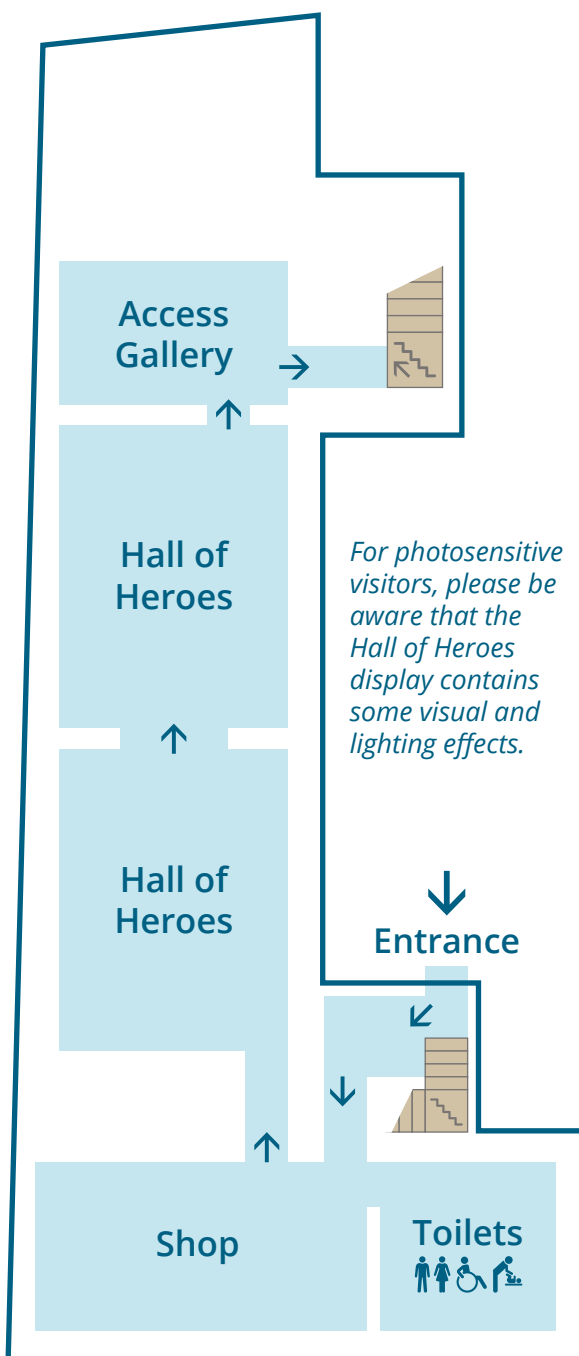 Access
Gallery
Hall of
Heroes
For photosensitive
visitors, please be
aware that the
Hall of Heroes
display contains
some visual and
lighting effects.
Hall of
Heroes
Entrance
Shop
Toilets